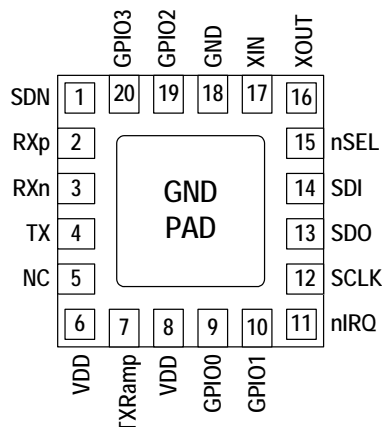 GPIO3 GPIO2 GND XIN XOUT
20 19 18 17 16
SDN 1
RXp 2
RXn 3
TX 4
NC 5
GND
PAD
15 nSEL
14 SDI
13 SDO
12 SCLK
11 nIRQ
6 7 8 9 10
VDD TXRamp VDD GPIO0 GPIO1